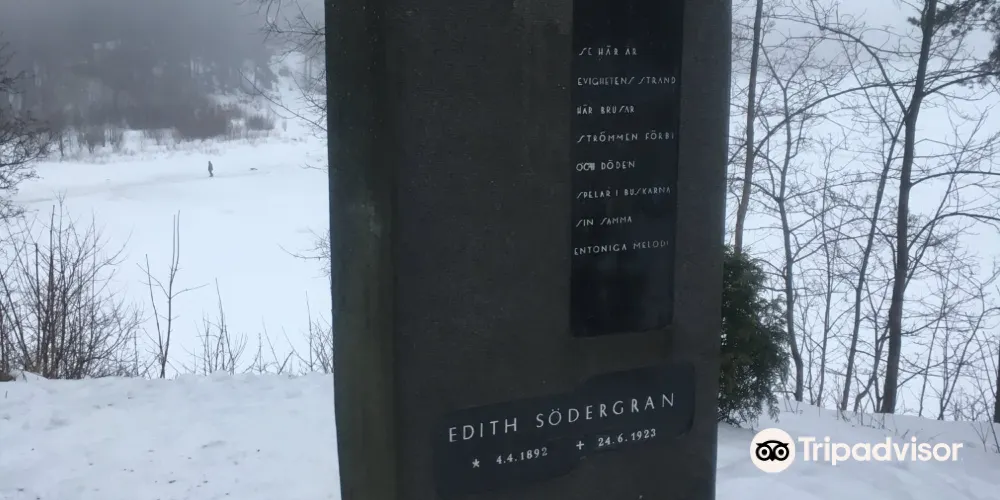 SE HÄR ÄR
EVIGHETENS STRAND
HÄR BRUSAR
STRÖMMEN FÖRBI
OCH DÖDEN
SPELAR I BUSKARNA
SIN SAMMA
ENTONIGA MELODI
EDITH SÖDERGRAN
* 4.4.1892 + 24.6.1923
Tripadvisor